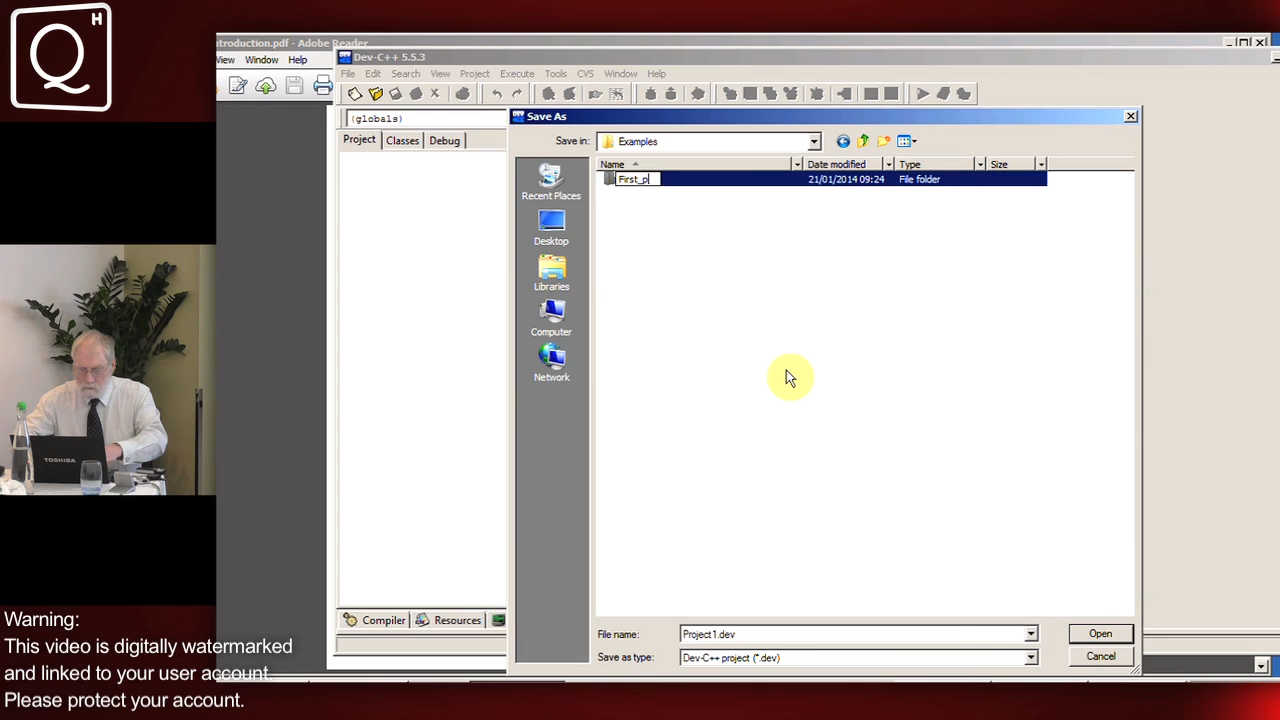 Q H
ntroduction.pdf - Adobe Reader
View Window Help
Dev-C++ 5.5.3
File Edit Search View Project Execute Tools CVS Window Help
(globals)
Project Classes Debug
Save As
Save in: Examples
Name Date modified Type Size
First_p 21/01/2014 09:24 File folder
Recent Places
Desktop
Libraries
Computer
Network
TOSHIBA
Compiler Resources
File name: Project1.dev Open
Save as type: Dev-C++ project (*.dev) Cancel
Warning:
This video is digitally watermarked
and linked to your user account.
Please protect your account.